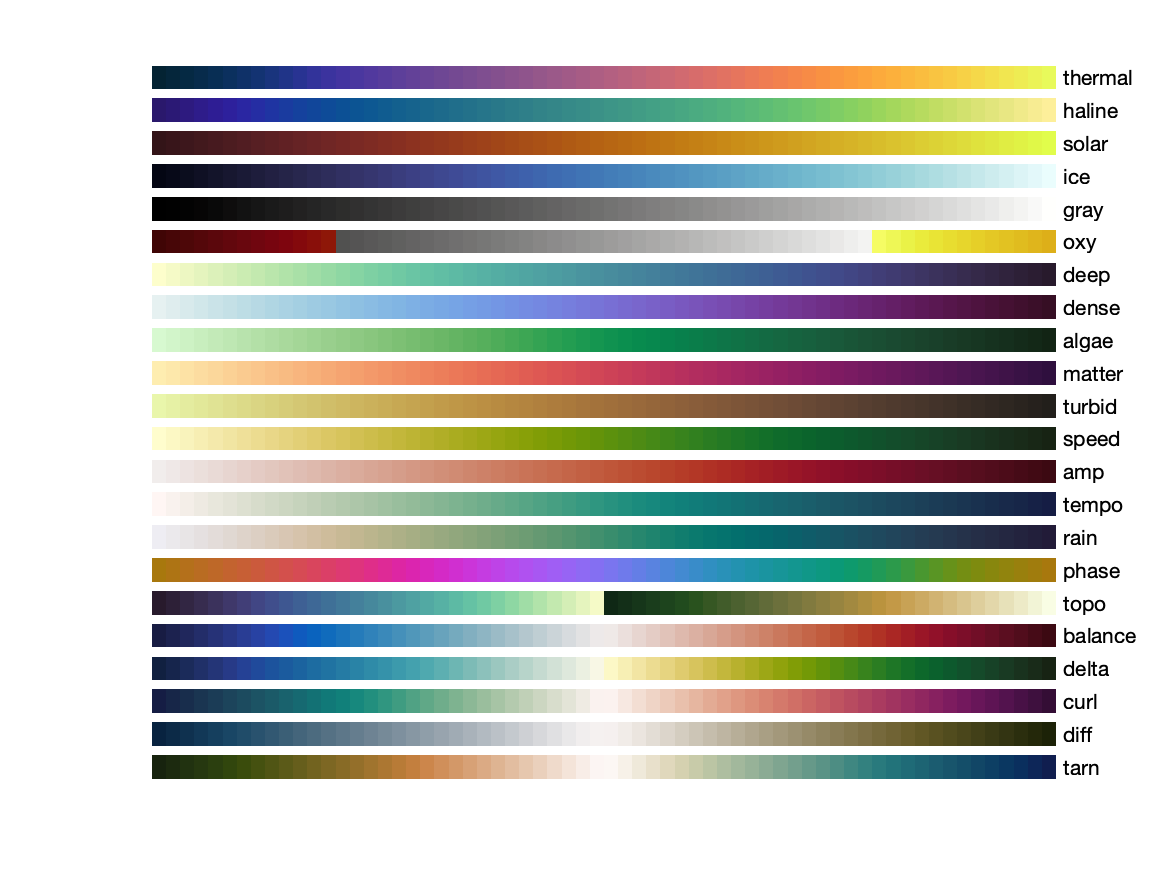 thermal
haline
solar
ice
gray
oxy
deep
dense
algae
matter
turbid
speed
amp
tempo
rain
phase
topo
balance
delta
curl
diff
tarn